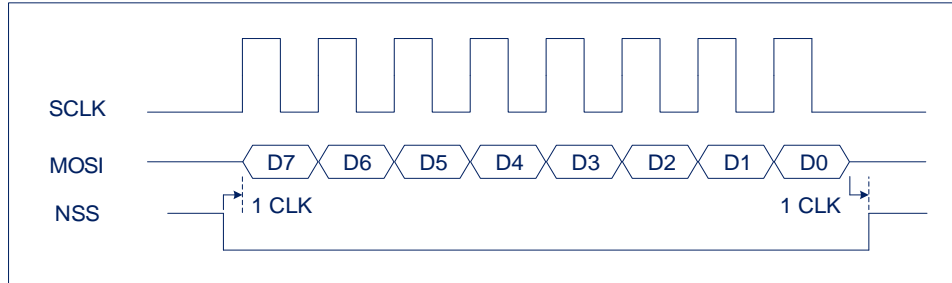 SCLK
MOSI D7 D6 D5 D4 D3 D2 D1 D0
1 CLK 1 CLK
NSS